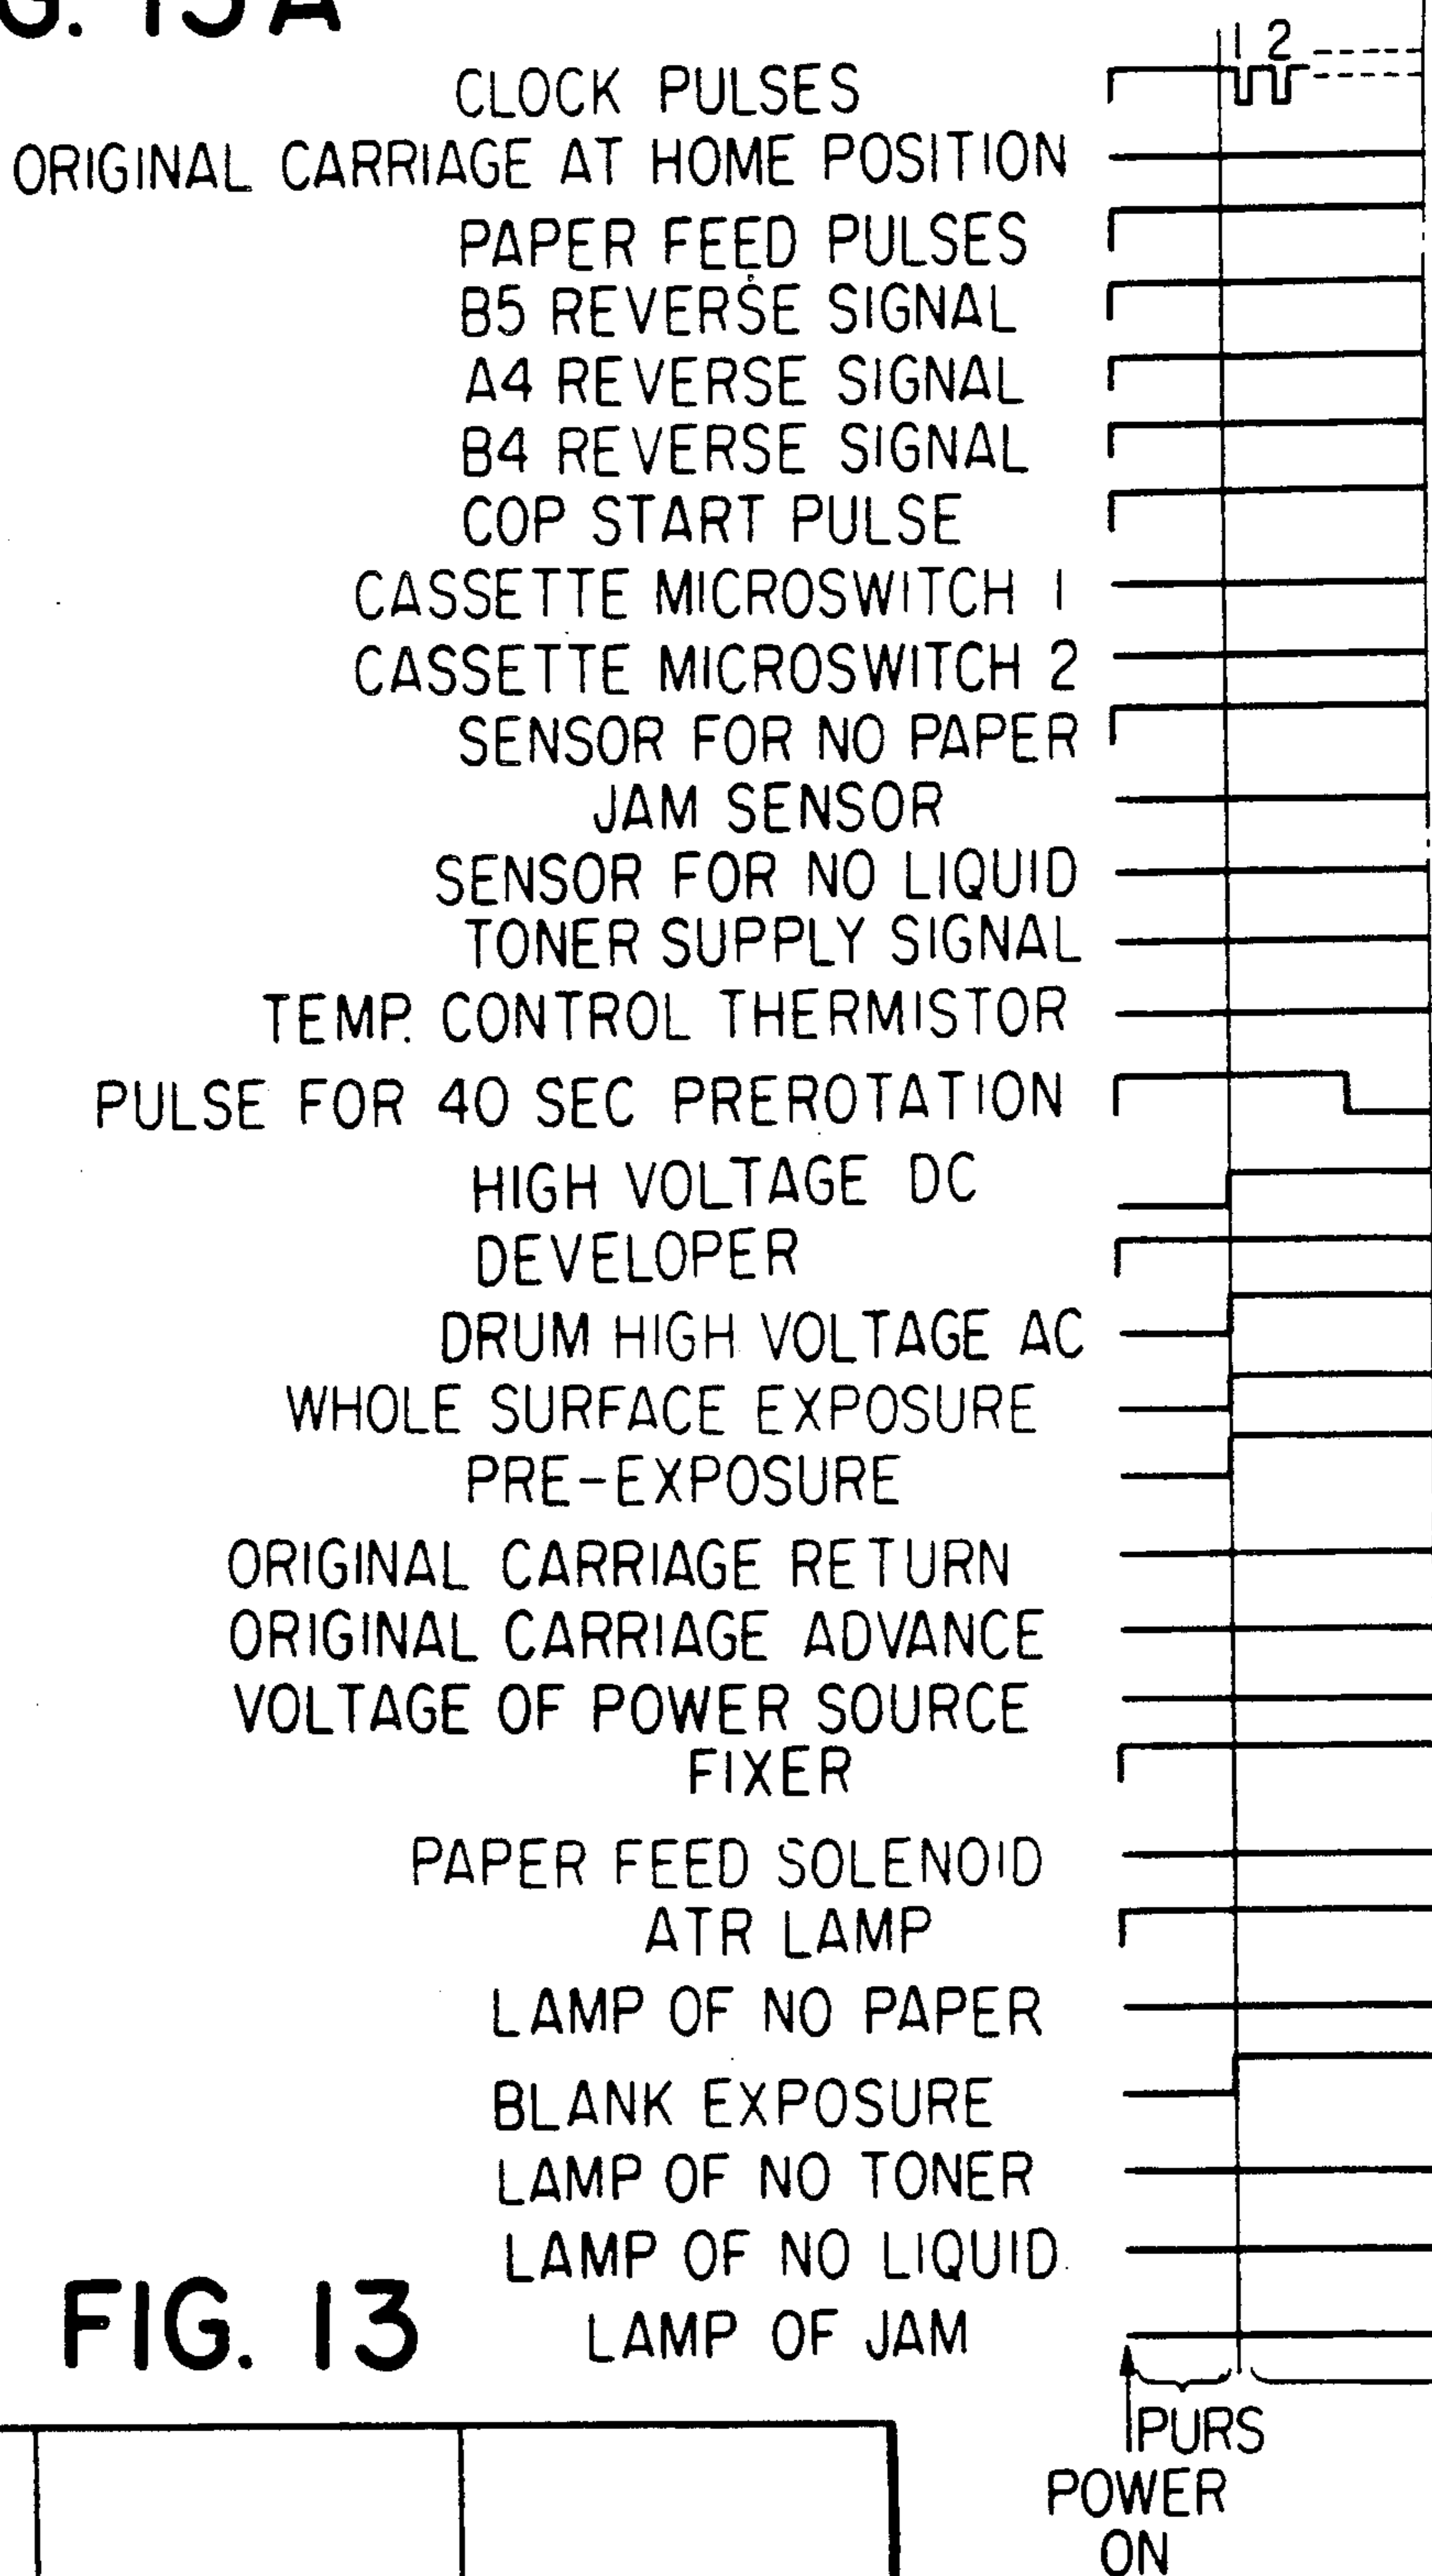 G. 13A
1 2
CLOCK PULSES
ORIGINAL CARRIAGE AT HOME POSITION
PAPER FEED PULSES
B5 REVERSE SIGNAL
A4 REVERSE SIGNAL
B4 REVERSE SIGNAL
COP START PULSE
CASSETTE MICROSWITCH 1
CASSETTE MICROSWITCH 2
SENSOR FOR NO PAPER
JAM SENSOR
SENSOR FOR NO LIQUID
TONER SUPPLY SIGNAL
TEMP. CONTROL THERMISTOR
PULSE FOR 40 SEC PREROTATION
HIGH VOLTAGE DC
DEVELOPER
DRUM HIGH VOLTAGE AC
WHOLE SURFACE EXPOSURE
PRE-EXPOSURE
ORIGINAL CARRIAGE RETURN
ORIGINAL CARRIAGE ADVANCE
VOLTAGE OF POWER SOURCE
FIXER
PAPER FEED SOLENOID
ATR LAMP
LAMP OF NO PAPER
BLANK EXPOSURE
LAMP OF NO TONER
LAMP OF NO LIQUID
LAMP OF JAM
FIG. 13
PURS
POWER
ON